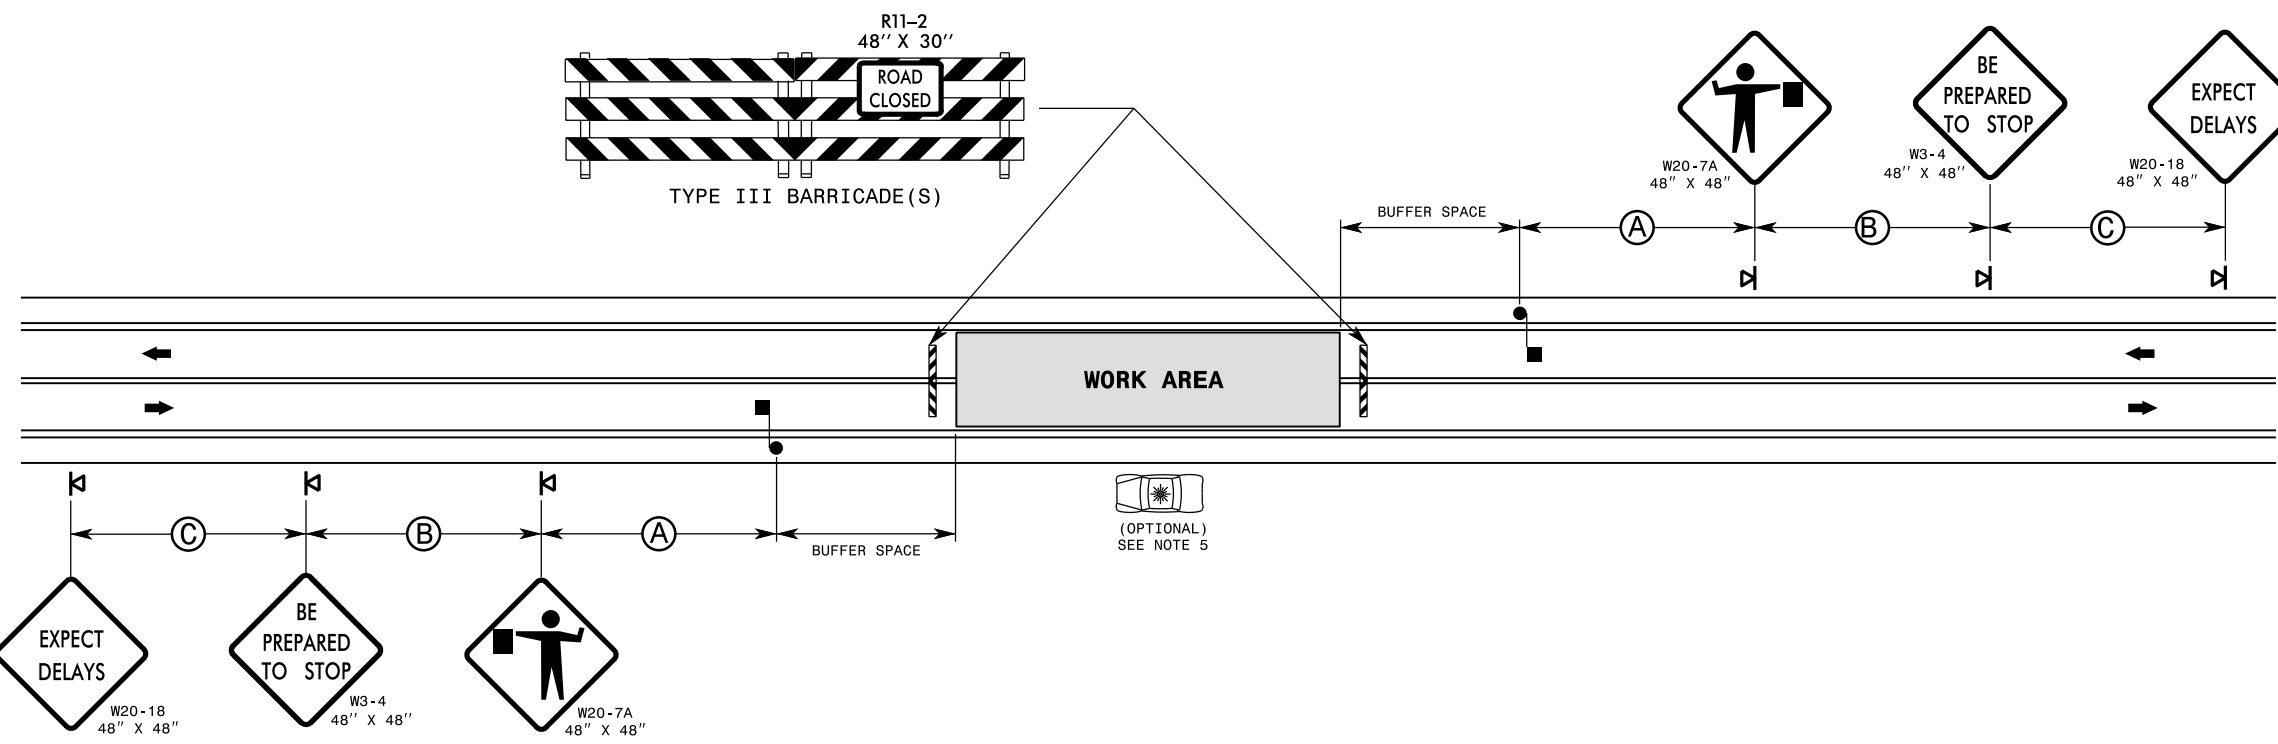 R11–2
48'' X 30''
ROAD
CLOSED
TYPE III BARRICADE(S)
BE
PREPARED
TO STOP
EXPECT
DELAYS
W20-7A
48" X 48"
W3-4
48'' X 48''
W20-18
48" X 48"
BUFFER SPACE
A
B
C
WORK AREA
(OPTIONAL)
SEE NOTE 5
C
B
A
BUFFER SPACE
EXPECT
DELAYS
BE
PREPARED
TO STOP
W20-18
48" X 48"
W3-4
48'' X 48''
W20-7A
48" X 48"